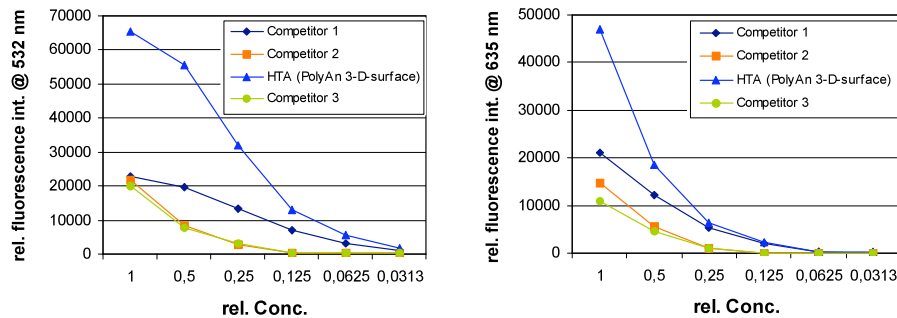 rel. fluorescence int. @ 532 nm
70000
60000
50000
40000
30000
20000
10000
0
1 0,5 0,25 0,125 0,0625 0,0313
rel. Conc.
Competitor 1
Competitor 2
HTA (PolyAn 3-D-surface)
Competitor 3
rel. fluorescence int. @ 635 nm
50000
40000
30000
20000
10000
0
1 0,5 0,25 0,125 0,0625 0,0313
rel. Conc.
Competitor 1
Competitor 2
HTA (PolyAn 3-D-surface)
Competitor 3